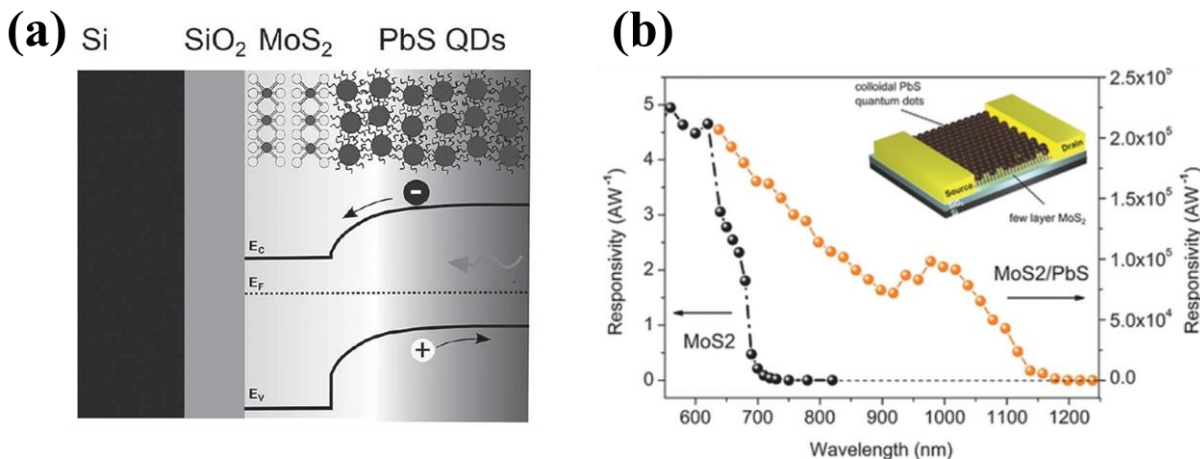 (a)
Si SiO₂ MoS₂ PbS QDs
-
E_C
E_F
+
E_V
(b)
Responsivity (AW⁻¹)
5
4
3
2
1
0
colloidal PbS
quantum dots
Source
Drain
few layer MoS₂
MoS2
MoS2/PbS
2.5x10⁵
2.0x10⁵
1.5x10⁵
1.0x10⁵
5.0x10⁴
0.0
Responsivity (AW⁻¹)
600 700 800 900 1000 1100 1200
Wavelength (nm)